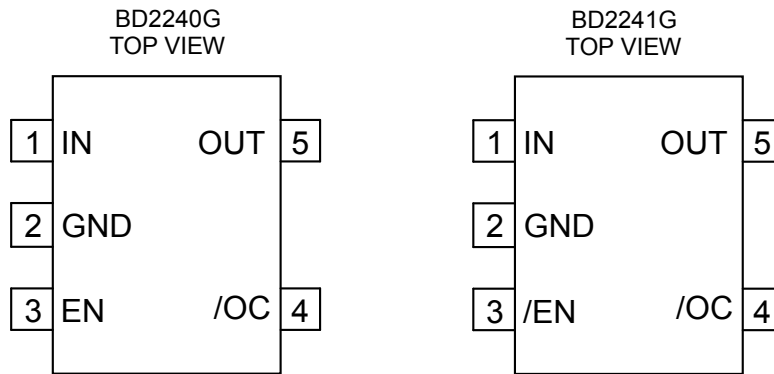 BD2240G
TOP VIEW
1 IN OUT 5
2 GND
3 EN /OC 4
BD2241G
TOP VIEW
1 IN OUT 5
2 GND
3 /EN /OC 4